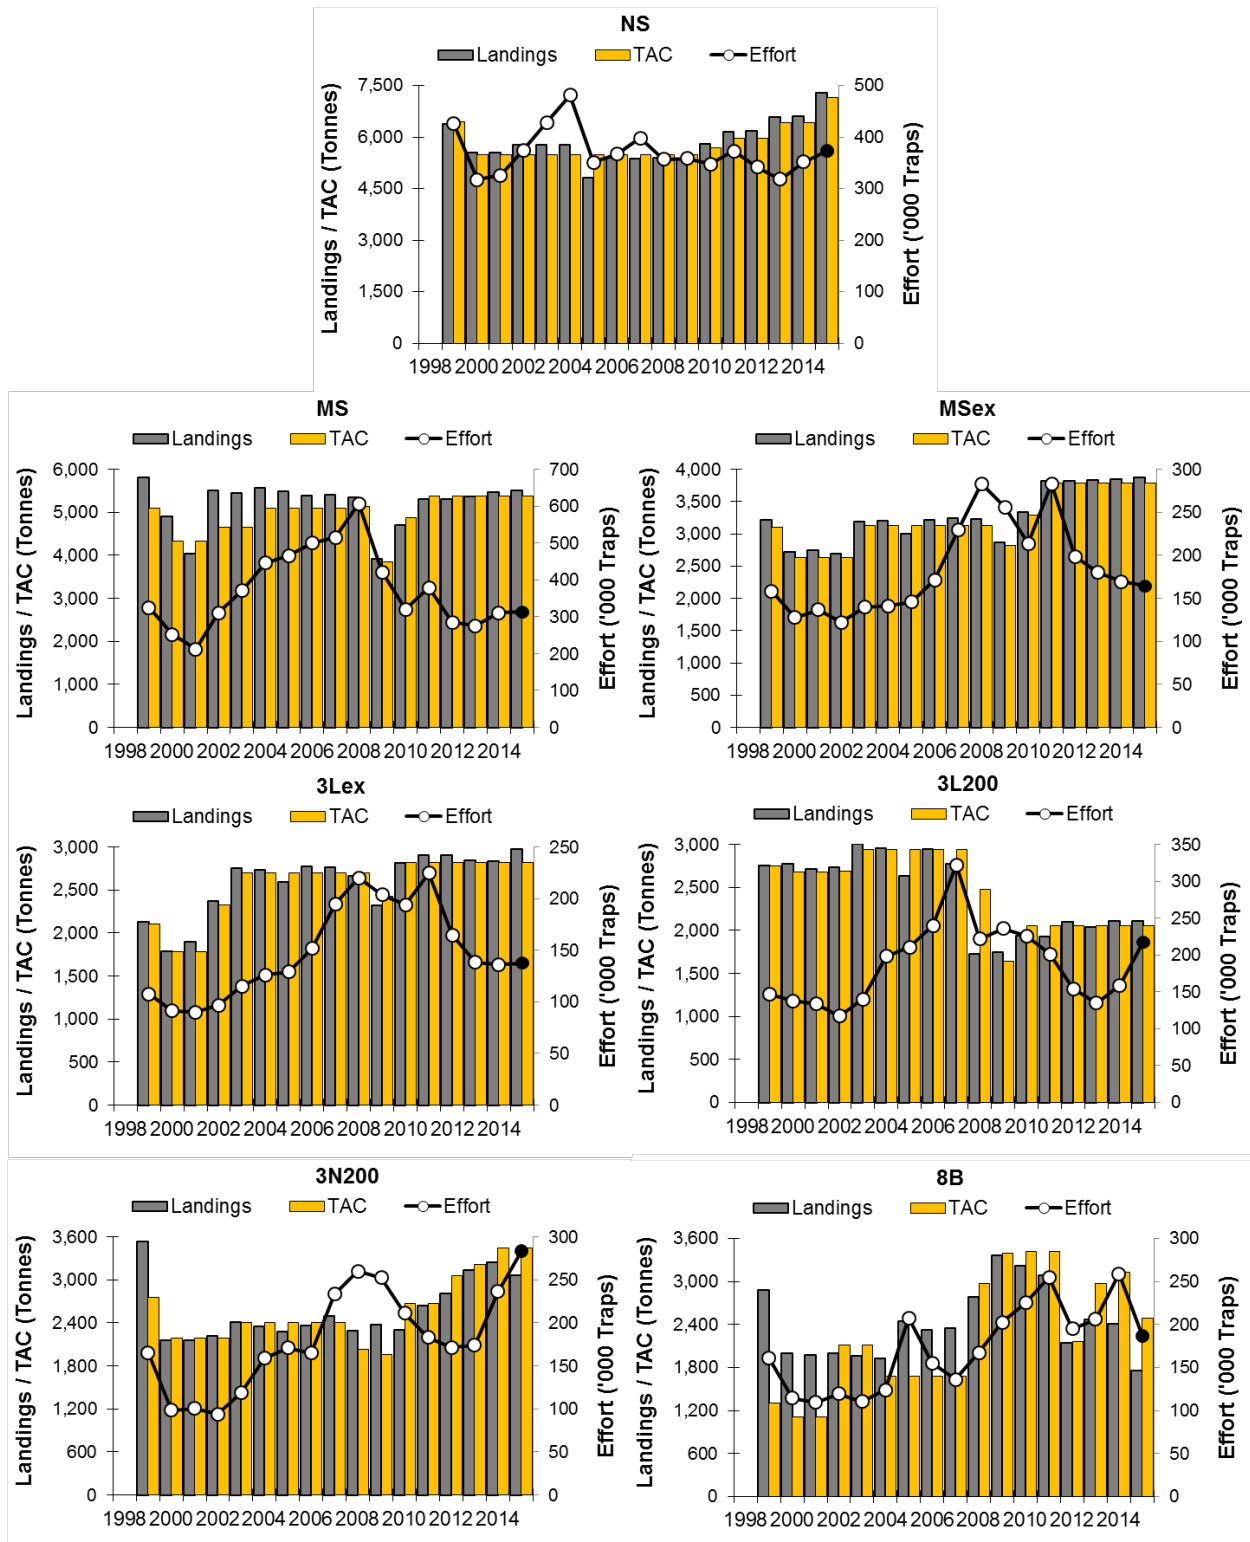 NS
Landings TAC Effort
7,500 500
6,000 400
4,500 300
3,000 200
1,500 100
0 0
Landings / TAC (Tonnes)
Effort ('000 Traps)
1998 2000 2002 2004 2006 2008 2010 2012 2014
MS
Landings TAC Effort
6,000 700
5,000 600
4,000 500
3,000 400
2,000 300
1,000 200
0 100
0
Landings / TAC (Tonnes)
Effort ('000 Traps)
1998 2000 2002 2004 2006 2008 2010 2012 2014
MSex
Landings TAC Effort
4,000 300
3,500 250
3,000 200
2,500 150
2,000 100
1,500 50
1,000 0
500
0
Landings / TAC (Tonnes)
Effort ('000 Traps)
1998 2000 2002 2004 2006 2008 2010 2012 2014
3Lex
Landings TAC Effort
3,000 250
2,500 200
2,000 150
1,500 100
1,000 50
500 0
0
Landings / TAC (Tonnes)
Effort ('000 Traps)
1998 2000 2002 2004 2006 2008 2010 2012 2014
3L200
Landings TAC Effort
3,000 350
2,500 300
2,000 250
1,500 200
1,000 150
500 100
0 50
0
Landings / TAC (Tonnes)
Effort ('000 Traps)
1998 2000 2002 2004 2006 2008 2010 2012 2014
3N200
Landings TAC Effort
3,600 300
3,000 250
2,400 200
1,800 150
1,200 100
600 50
0 0
Landings / TAC (Tonnes)
Effort ('000 Traps)
1998 2000 2002 2004 2006 2008 2010 2012 2014
8B
Landings TAC Effort
3,600 300
3,000 250
2,400 200
1,800 150
1,200 100
600 50
0 0
Landings / TAC (Tonnes)
Effort ('000 Traps)
1998 2000 2002 2004 2006 2008 2010 2012 2014